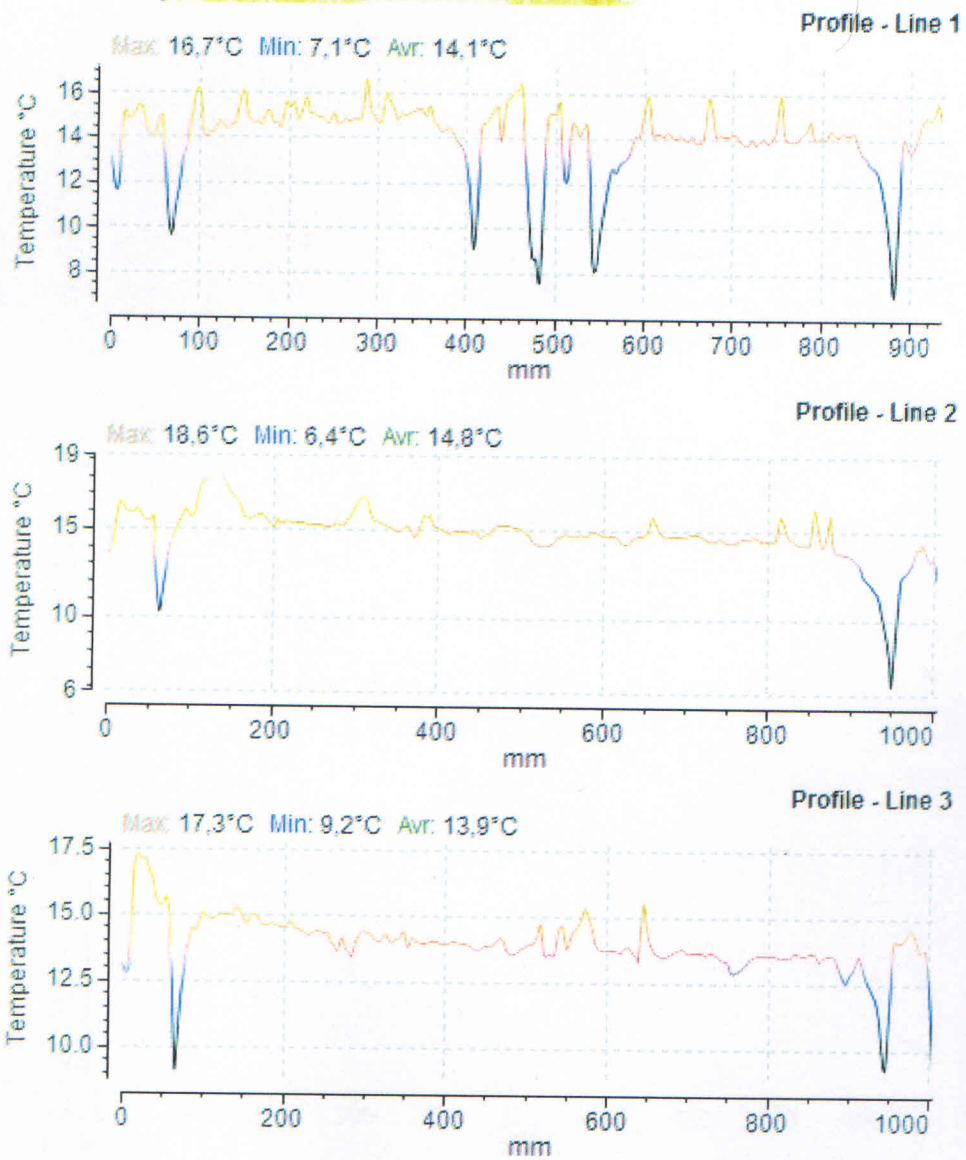 Profile - Line 1
Max: 16,7°C Min: 7,1°C Avr: 14,1°C
Temperature °C
16
14
12
10
8
0 100 200 300 400 500 600 700 800 900
mm
Profile - Line 2
Max: 18,6°C Min: 6,4°C Avr: 14,8°C
Temperature °C
19
15
10
6
0 200 400 600 800 1000
mm
Profile - Line 3
Max: 17,3°C Min: 9,2°C Avr: 13,9°C
Temperature °C
17.5
15.0
12.5
10.0
0 200 400 600 800 1000
mm